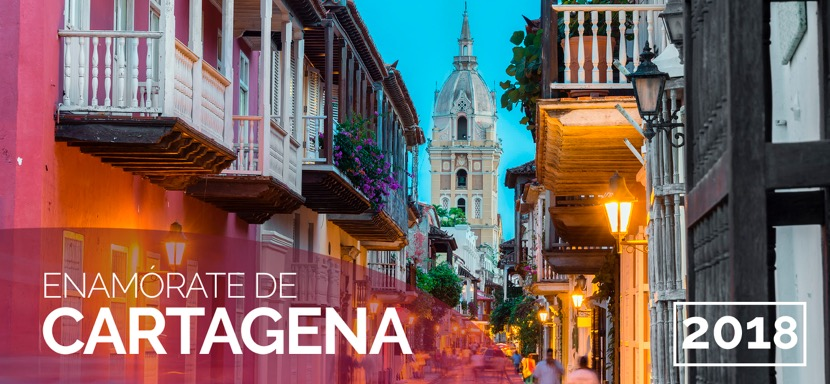 ENAMÓRATE DE
CARTAGENA
2018